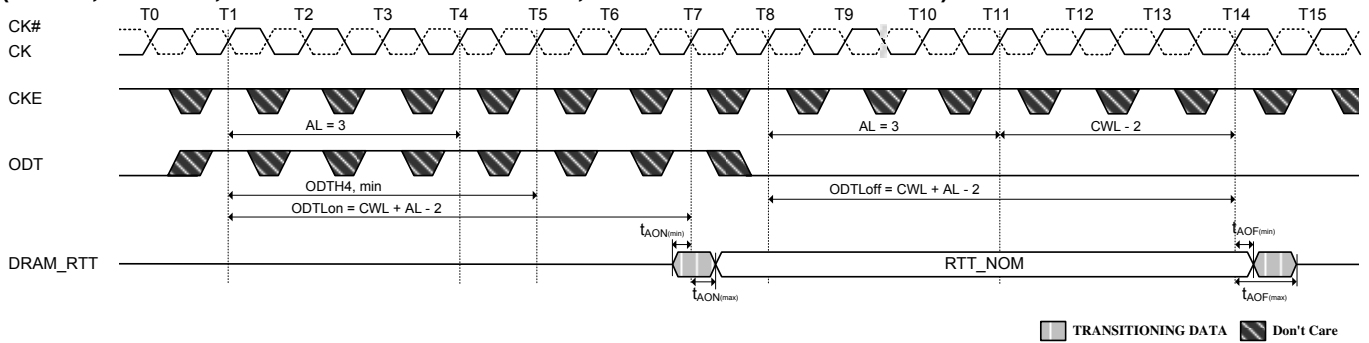 T0 T1 T2 T3 T4 T5 T6 T7 T8 T9 T10 T11 T12 T13 T14 T15
CK#
CK
CKE
AL = 3 AL = 3 CWL - 2
ODT
ODTH4, min ODTLoff = CWL + AL - 2
ODTLon = CWL + AL - 2
tAON(min) tAOF(min)
DRAM_RTT RTT_NOM
tAON(max) tAOF(max)
TRANSITIONING DATA Don't Care